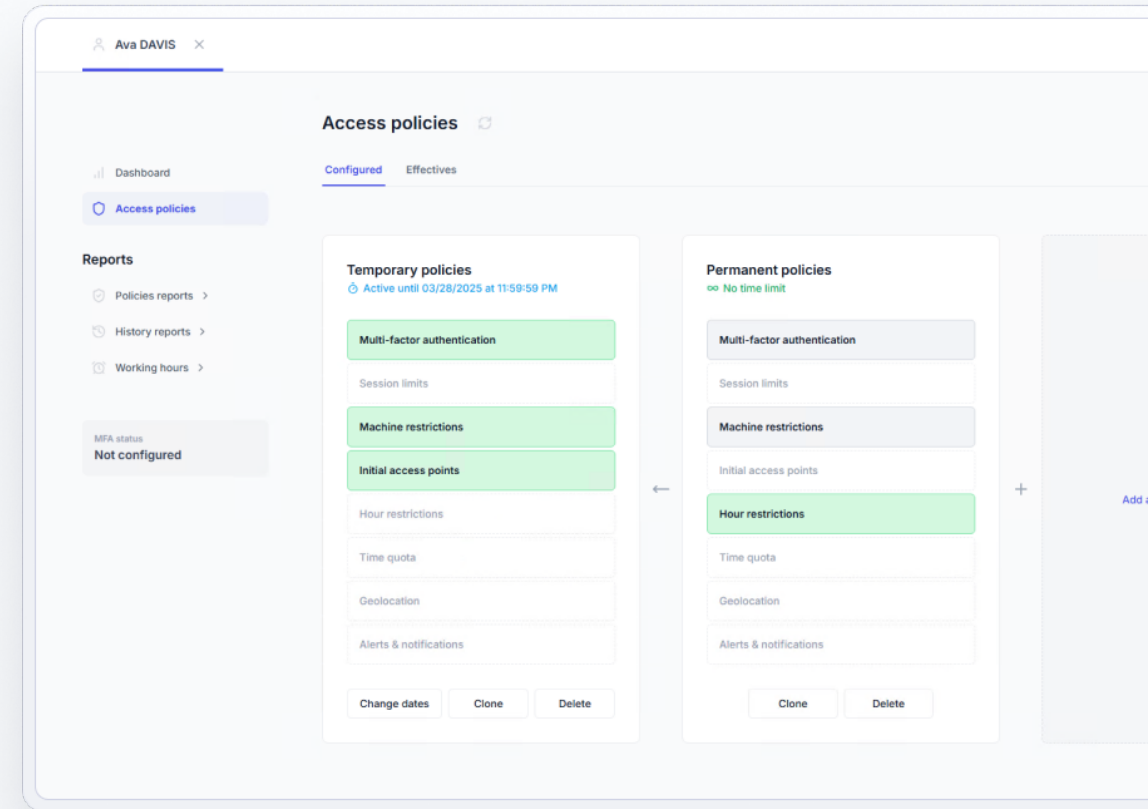 Ava DAVIS
Access policies
Dashboard
Access policies
Configured
Effectives
Reports
Policies reports
History reports
Working hours
MFA status
Not configured
Temporary policies
Active until 03/28/2025 at 11:59:59 PM
Multi-factor authentication
Session limits
Machine restrictions
Initial access points
Hour restrictions
Time quota
Geolocation
Alerts & notifications
Change dates
Clone
Delete
Permanent policies
No time limit
Multi-factor authentication
Session limits
Machine restrictions
Initial access points
Hour restrictions
Time quota
Geolocation
Alerts & notifications
Clone
Delete
Add